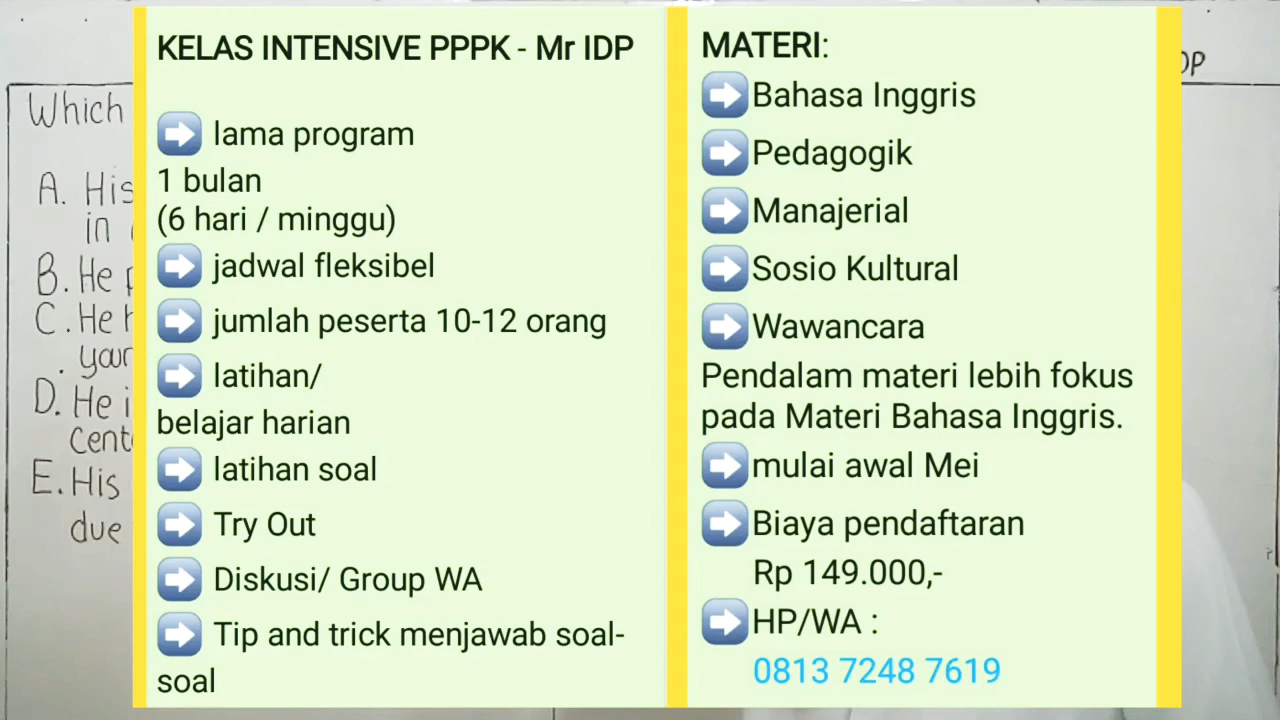 KELAS INTENSIVE PPPK - Mr IDP
lama program
1 bulan
(6 hari / minggu)
jadwal fleksibel
jumlah peserta 10-12 orang
latihan/
belajar harian
latihan soal
Try Out
Diskusi/ Group WA
Tip and trick menjawab soal-
soal
MATERI:
Bahasa Inggris
Pedagogik
Manajerial
Sosio Kultural
Wawancara
Pendalam materi lebih fokus
pada Materi Bahasa Inggris.
mulai awal Mei
Biaya pendaftaran
Rp 149.000,-
HP/WA :
0813 7248 7619
Which
A. His
in
B. He
C. He
D. He
E. His
due